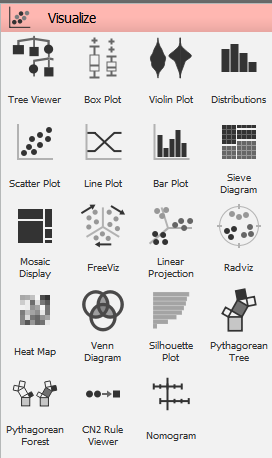 Visualize
Tree Viewer
Box Plot
Violin Plot
Distributions
Scatter Plot
Line Plot
Bar Plot
Sieve
Diagram
Mosaic
Display
FreeViz
Linear
Projection
Radviz
Heat Map
Venn
Diagram
Silhouette
Plot
Pythagorean
Tree
Pythagorean
Forest
CN2 Rule
Viewer
Nomogram